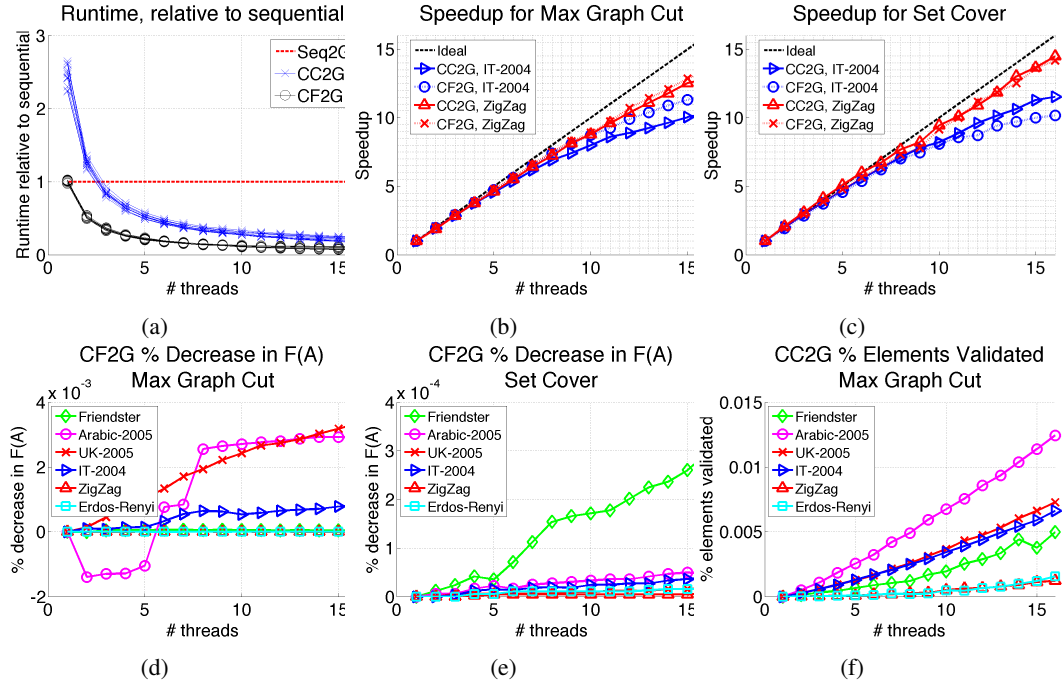 Runtime, relative to sequential
Runtime relative to sequential
3
2
1
0
0
5
10
15
# threads
Seq2G
CC2G
CF2G
(a)
Speedup for Max Graph Cut
Speedup
15
10
5
0
0
5
10
15
# threads
Ideal
CC2G, IT-2004
CF2G, IT-2004
CC2G, ZigZag
CF2G, ZigZag
(b)
Speedup for Set Cover
Speedup
15
10
5
0
0
5
10
15
# threads
Ideal
CC2G, IT-2004
CF2G, IT-2004
CC2G, ZigZag
CF2G, ZigZag
(c)
CF2G % Decrease in F(A)
Max Graph Cut
x 10⁻³
% decrease in F(A)
4
2
0
−2
0
5
10
15
# threads
Friendster
Arabic-2005
UK-2005
IT-2004
ZigZag
Erdos-Renyi
(d)
CF2G % Decrease in F(A)
Set Cover
x 10⁻⁴
% decrease in F(A)
4
3
2
1
0
0
5
10
15
# threads
Friendster
Arabic-2005
UK-2005
IT-2004
ZigZag
Erdos-Renyi
(e)
CC2G % Elements Validated
Max Graph Cut
% elements validated
0.015
0.01
0.005
0
0
5
10
15
# threads
Friendster
Arabic-2005
UK-2005
IT-2004
ZigZag
Erdos-Renyi
(f)